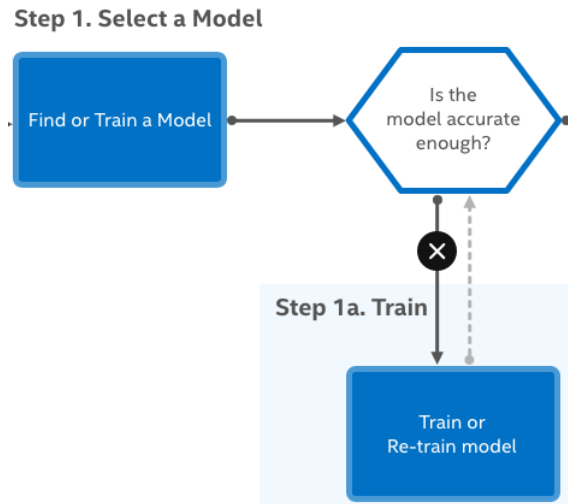 Step 1. Select a Model
Find or Train a Model
Is the
model accurate
enough?
Step 1a. Train
Train or
Re-train model